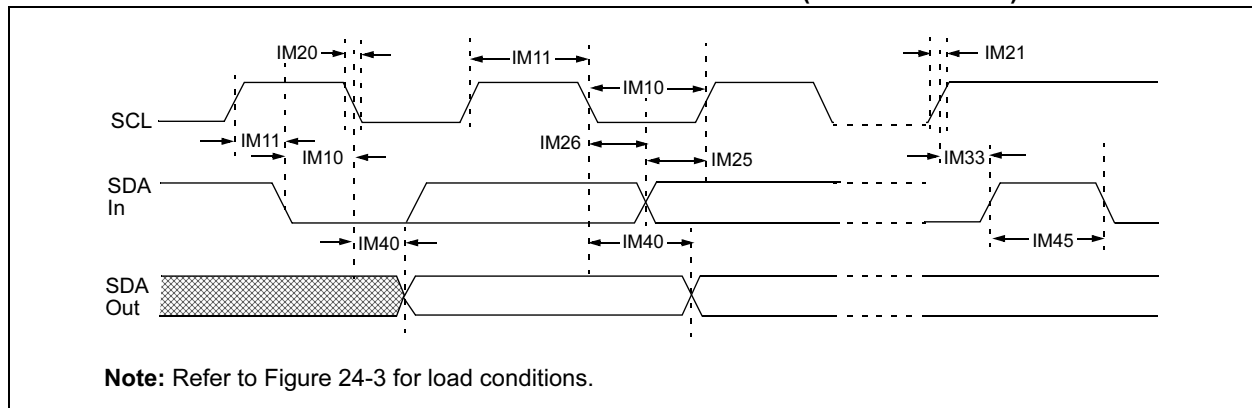 IM20
IM11
IM21
IM10
SCL
IM11
IM26
IM10
IM25
IM33
SDA
In
IM40
IM40
IM45
SDA
Out
Note: Refer to Figure 24-3 for load conditions.